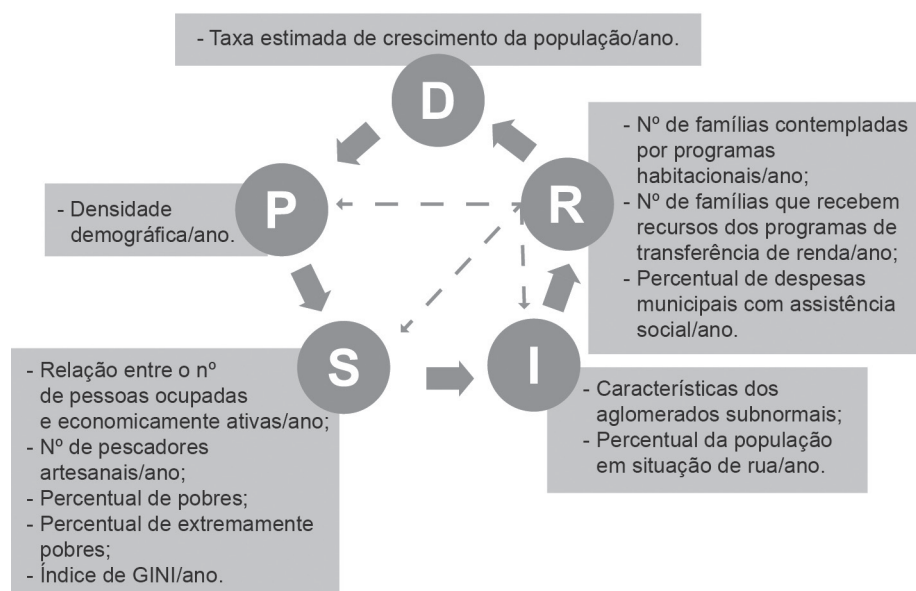 - Taxa estimada de crescimento da população/ano.
D
P
- Densidade
demográfica/ano.
R
- Nº de famílias contempladas
por programas
habitacionais/ano;
- Nº de famílias que recebem
recursos dos programas de
transferência de renda/ano;
- Percentual de despesas
municipais com assistência
social/ano.
S
- Relação entre o nº
de pessoas ocupadas
e economicamente ativas/ano;
- Nº de pescadores
artesanais/ano;
- Percentual de pobres;
- Percentual de extremamente
pobres;
- Índice de GINI/ano.
I
- Características dos
aglomerados subnormais;
- Percentual da população
em situação de rua/ano.